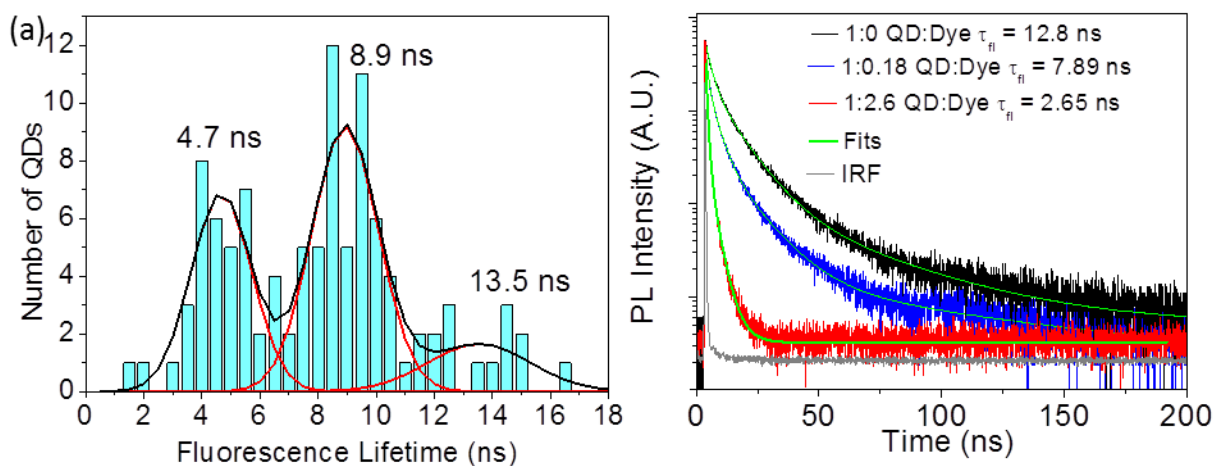 (a)
Number of QDs
12
10
8
6
4
2
0
4.7 ns
8.9 ns
13.5 ns
0 2 4 6 8 10 12 14 16 18
Fluorescence Lifetime (ns)
PL Intensity (A.U.)
1:0 QD:Dye τfl = 12.8 ns
1:0.18 QD:Dye τfl = 7.89 ns
1:2.6 QD:Dye τfl = 2.65 ns
Fits
IRF
0 50 100 150 200
Time (ns)